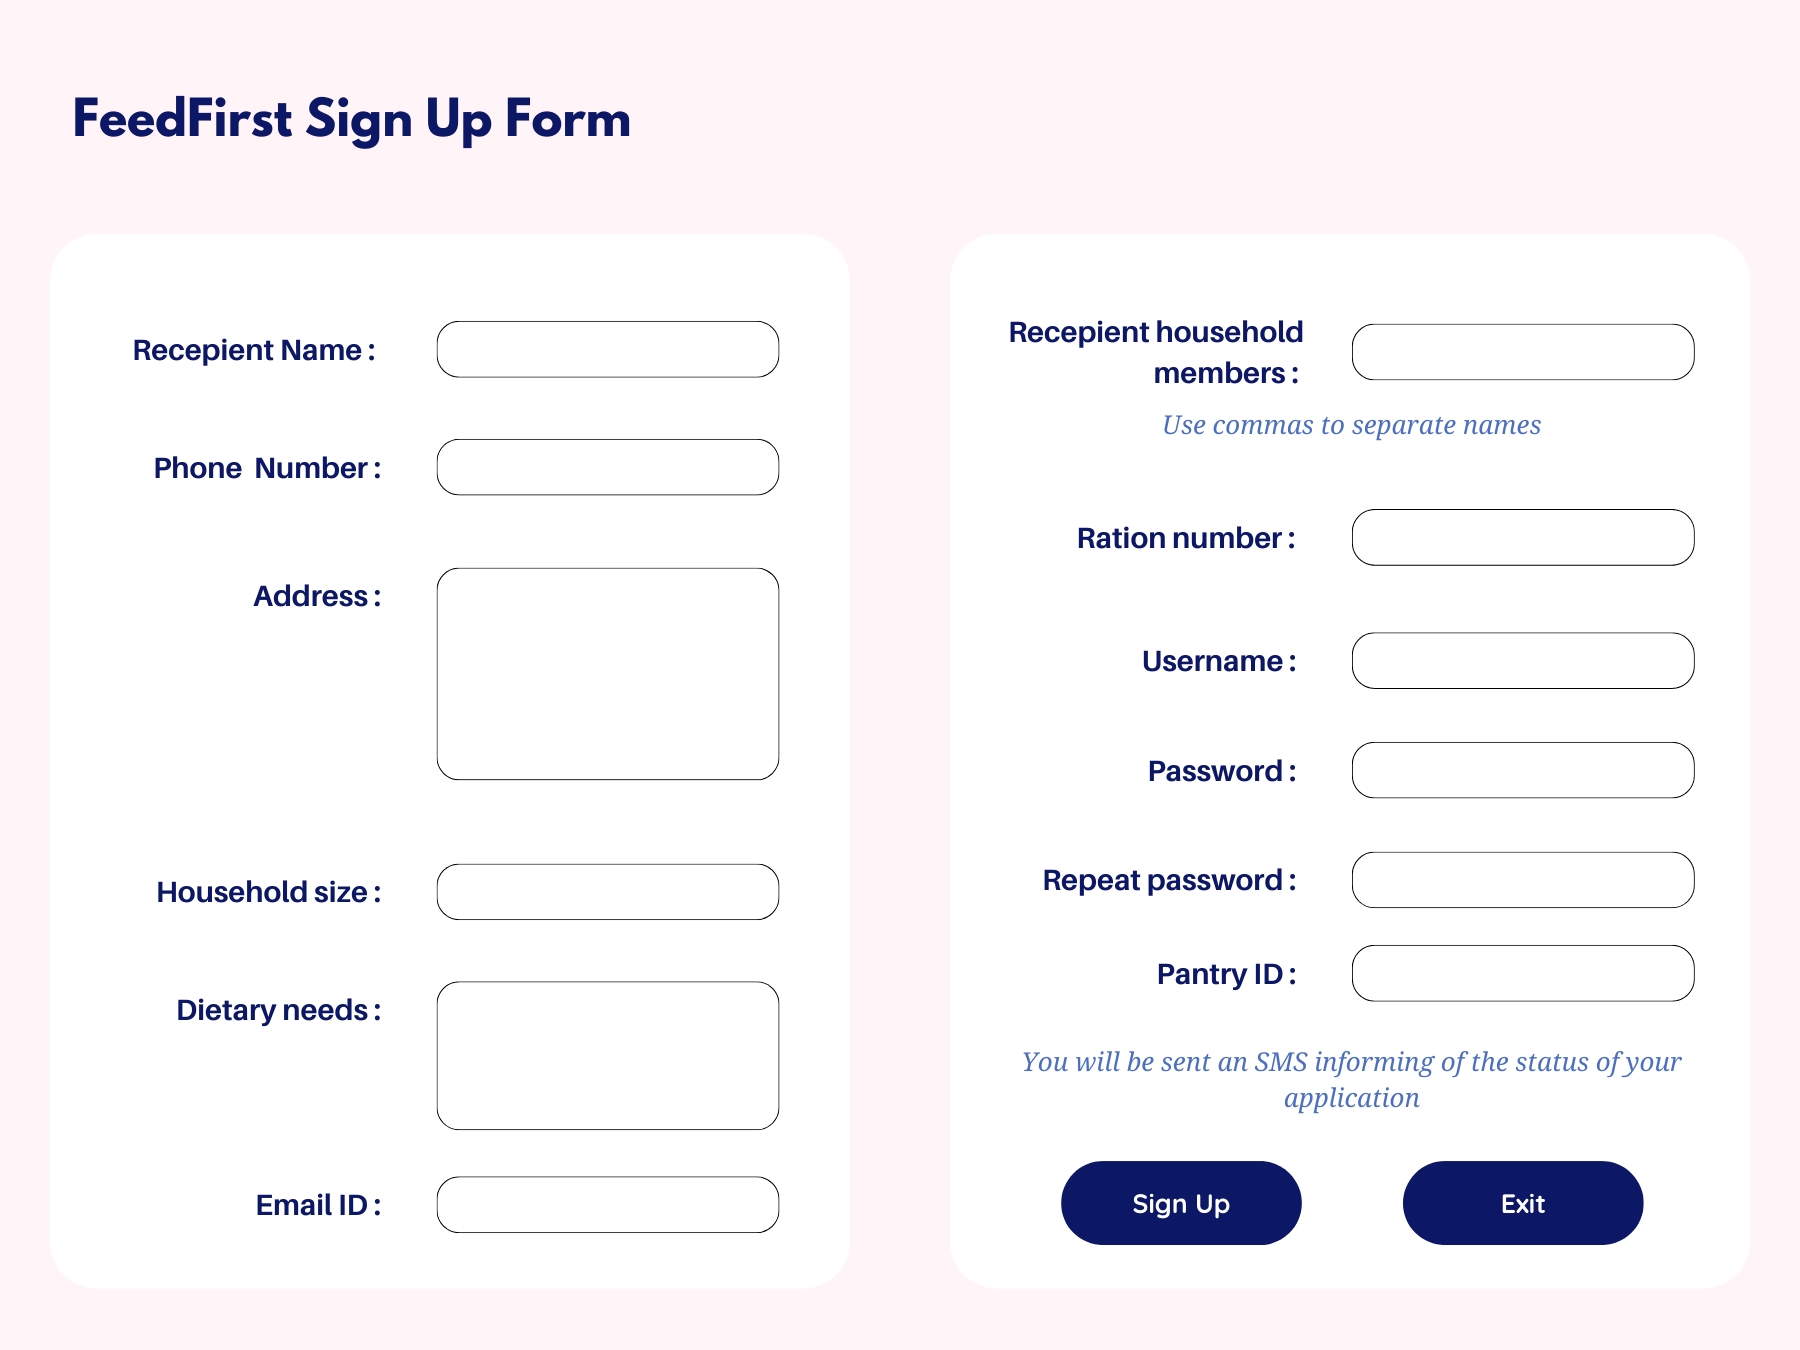 FeedFirst Sign Up Form
Recepient Name :
Phone  Number :
Address :
Household size :
Dietary needs :
Email ID :
Recepient household
members :
Use commas to separate names
Ration number :
Username :
Password :
Repeat password :
Pantry ID :
You will be sent an SMS informing of the status of your
application
Sign Up
Exit